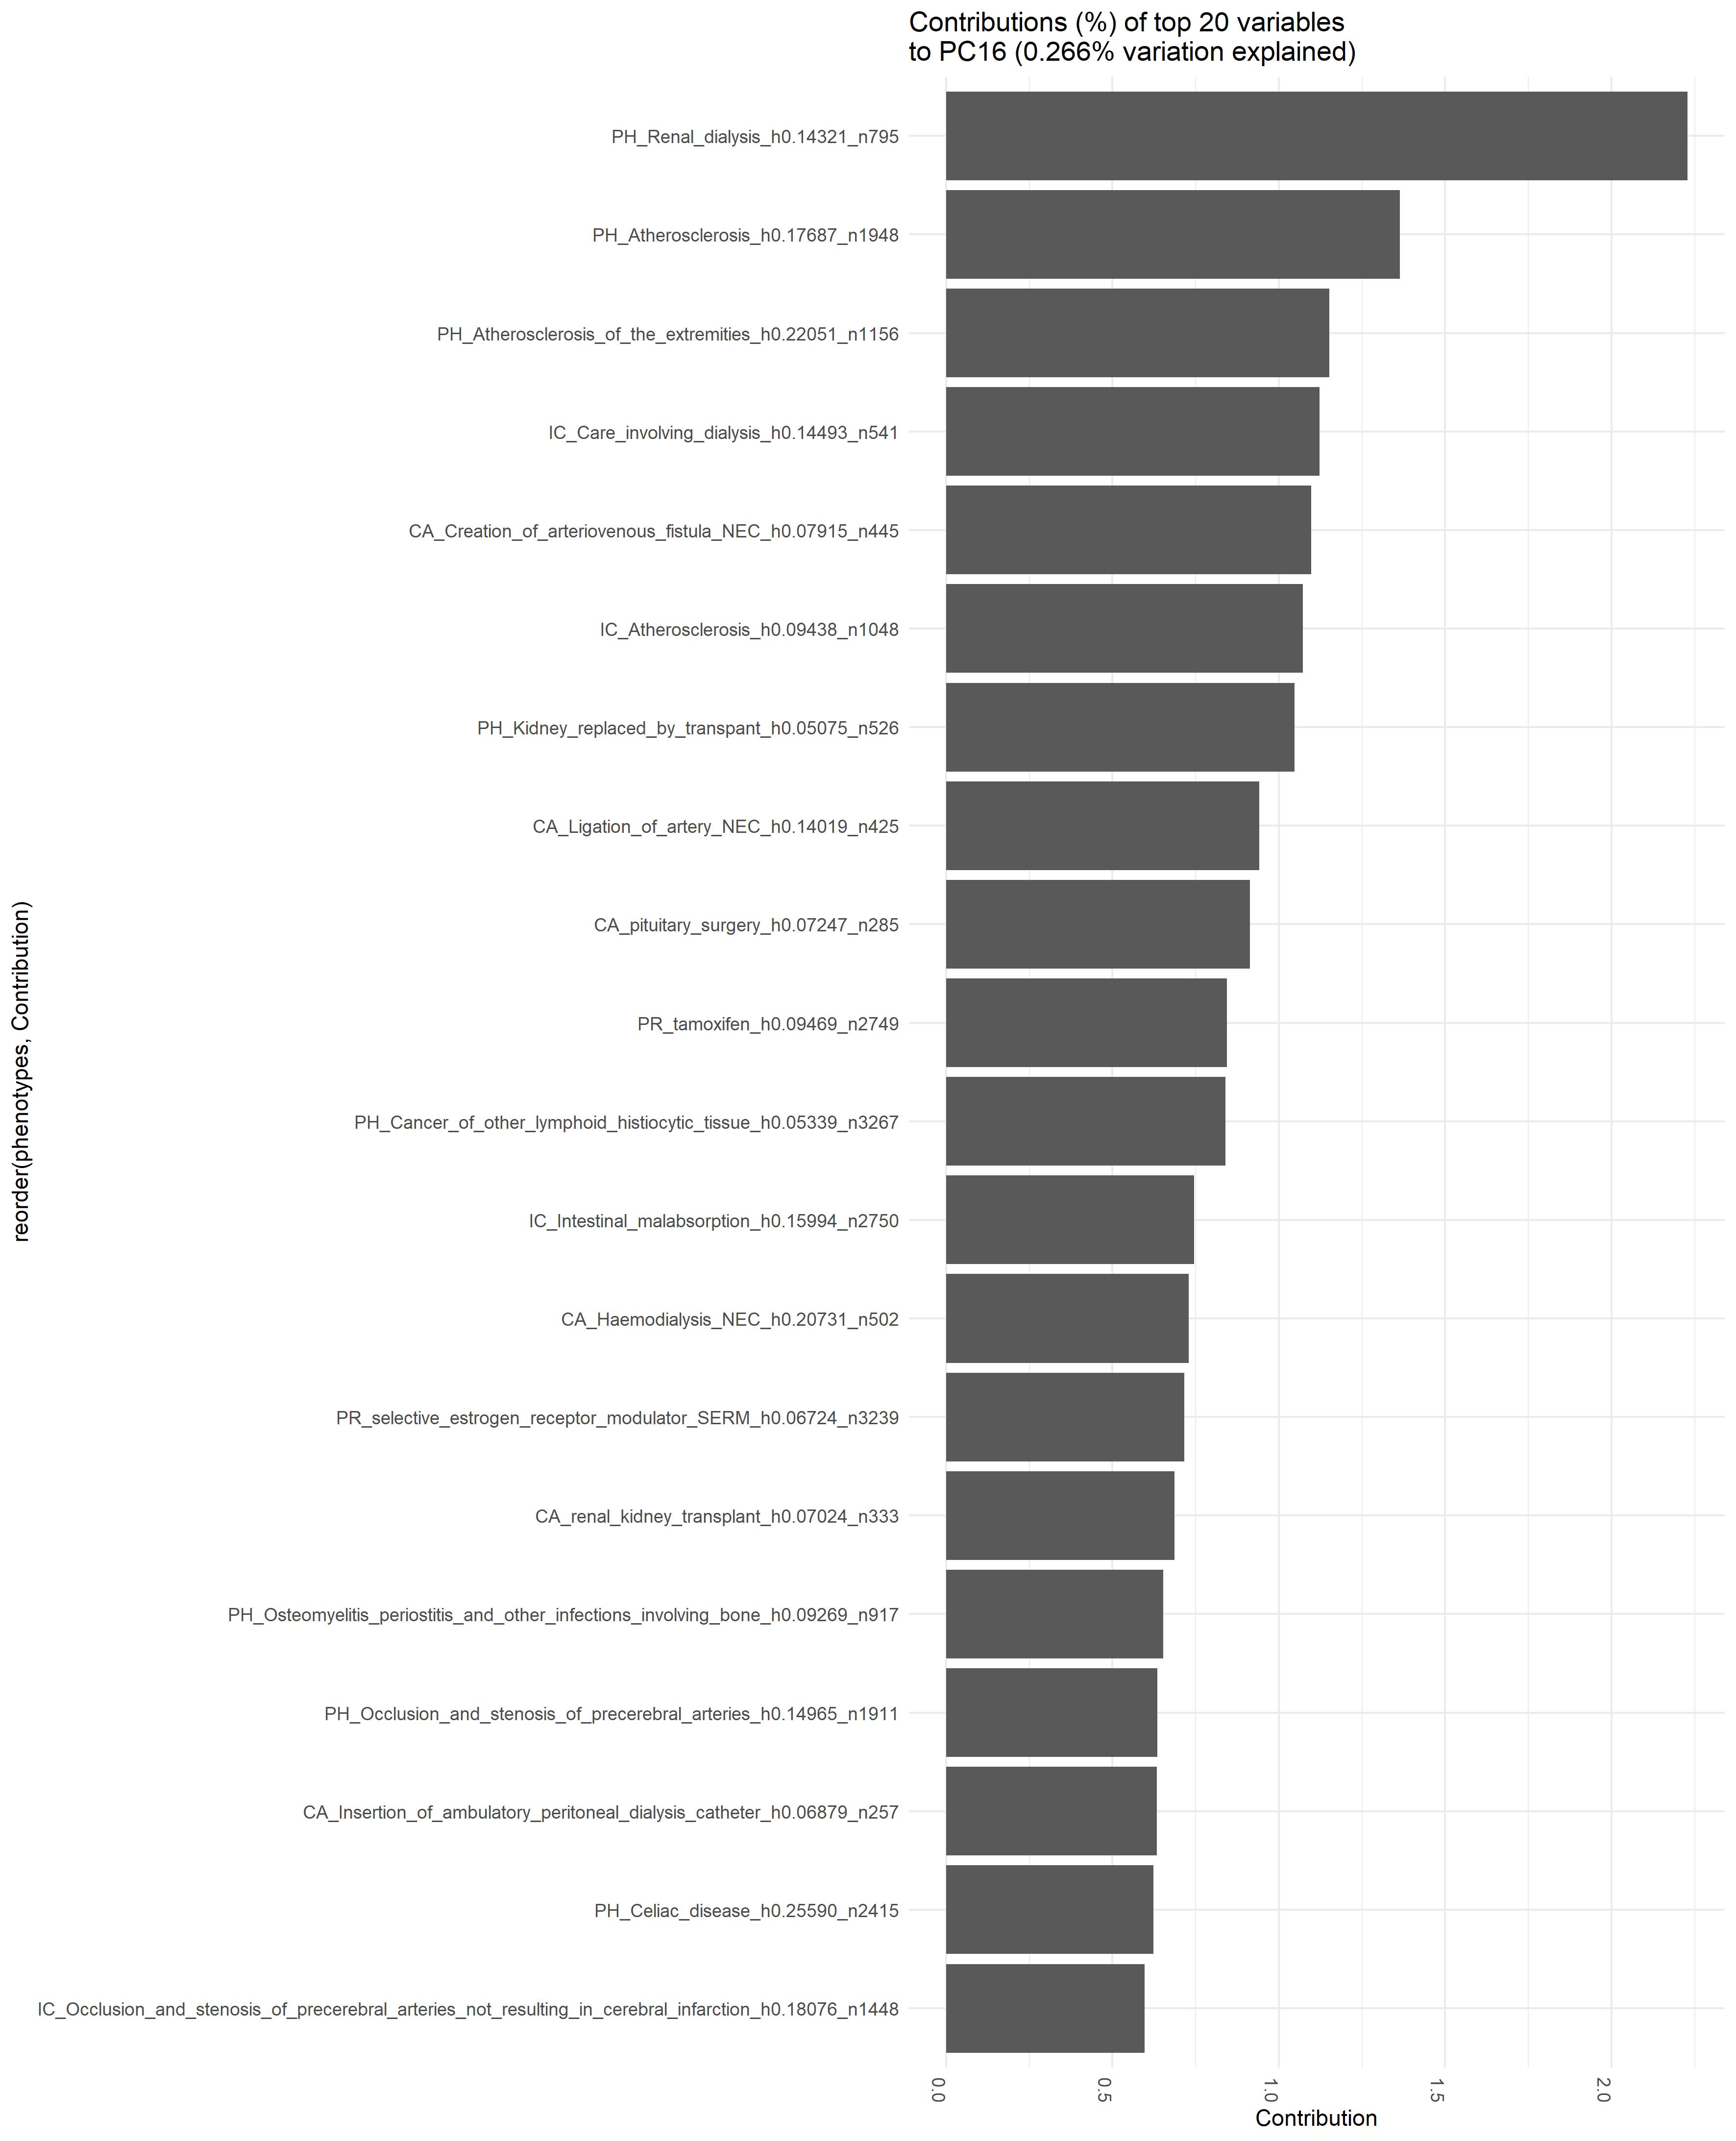 Contributions (%) of top 20 variables
to PC16 (0.266% variation explained)
PH_Renal_dialysis_h0.14321_n795
PH_Atherosclerosis_h0.17687_n1948
PH_Atherosclerosis_of_the_extremities_h0.22051_n1156
IC_Care_involving_dialysis_h0.14493_n541
CA_Creation_of_arteriovenous_fistula_NEC_h0.07915_n445
IC_Atherosclerosis_h0.09438_n1048
PH_Kidney_replaced_by_transpant_h0.05075_n526
CA_Ligation_of_artery_NEC_h0.14019_n425
CA_pituitary_surgery_h0.07247_n285
PR_tamoxifen_h0.09469_n2749
PH_Cancer_of_other_lymphoid_histiocytic_tissue_h0.05339_n3267
IC_Intestinal_malabsorption_h0.15994_n2750
CA_Haemodialysis_NEC_h0.20731_n502
PR_selective_estrogen_receptor_modulator_SERM_h0.06724_n3239
CA_renal_kidney_transplant_h0.07024_n333
PH_Osteomyelitis_periostitis_and_other_infections_involving_bone_h0.09269_n917
PH_Occlusion_and_stenosis_of_precerebral_arteries_h0.14965_n1911
CA_Insertion_of_ambulatory_peritoneal_dialysis_catheter_h0.06879_n257
PH_Celiac_disease_h0.25590_n2415
IC_Occlusion_and_stenosis_of_precerebral_arteries_not_resulting_in_cerebral_infarction_h0.18076_n1448
reorder(phenotypes, Contribution)
0.0
0.5
1.0
1.5
2.0
Contribution